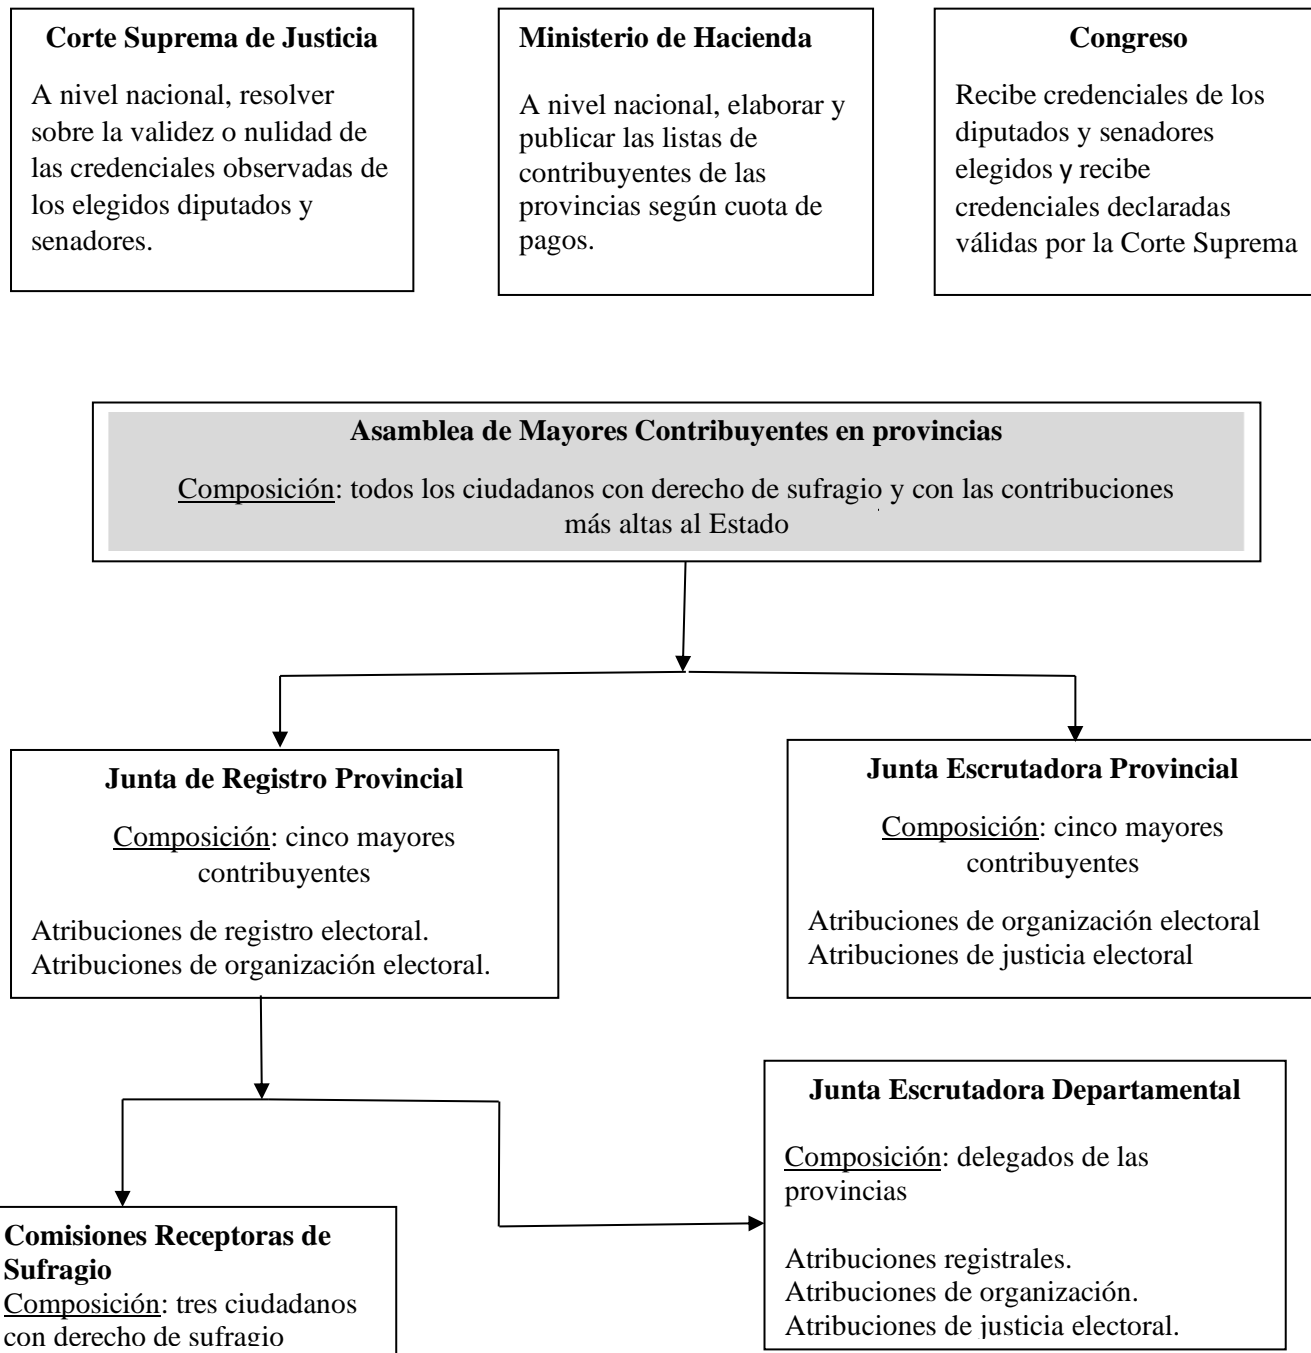 Corte Suprema de Justicia
A nivel nacional, resolver
sobre la validez o nulidad de
las credenciales observadas de
los elegidos diputados y
senadores.
Ministerio de Hacienda
A nivel nacional, elaborar y
publicar las listas de
contribuyentes de las
provincias según cuota de
pagos.
Congreso
Recibe credenciales de los
diputados y senadores
elegidos y recibe
credenciales declaradas
válidas por la Corte Suprema
Asamblea de Mayores Contribuyentes en provincias
Composición: todos los ciudadanos con derecho de sufragio y con las contribuciones
más altas al Estado
Junta de Registro Provincial
Composición: cinco mayores
contribuyentes
Atribuciones de registro electoral.
Atribuciones de organización electoral.
Junta Escrutadora Provincial
Composición: cinco mayores
contribuyentes
Atribuciones de organización electoral
Atribuciones de justicia electoral
Comisiones Receptoras de
Sufragio
Composición: tres ciudadanos
con derecho de sufragio
Junta Escrutadora Departamental
Composición: delegados de las
provincias
Atribuciones registrales.
Atribuciones de organización.
Atribuciones de justicia electoral.